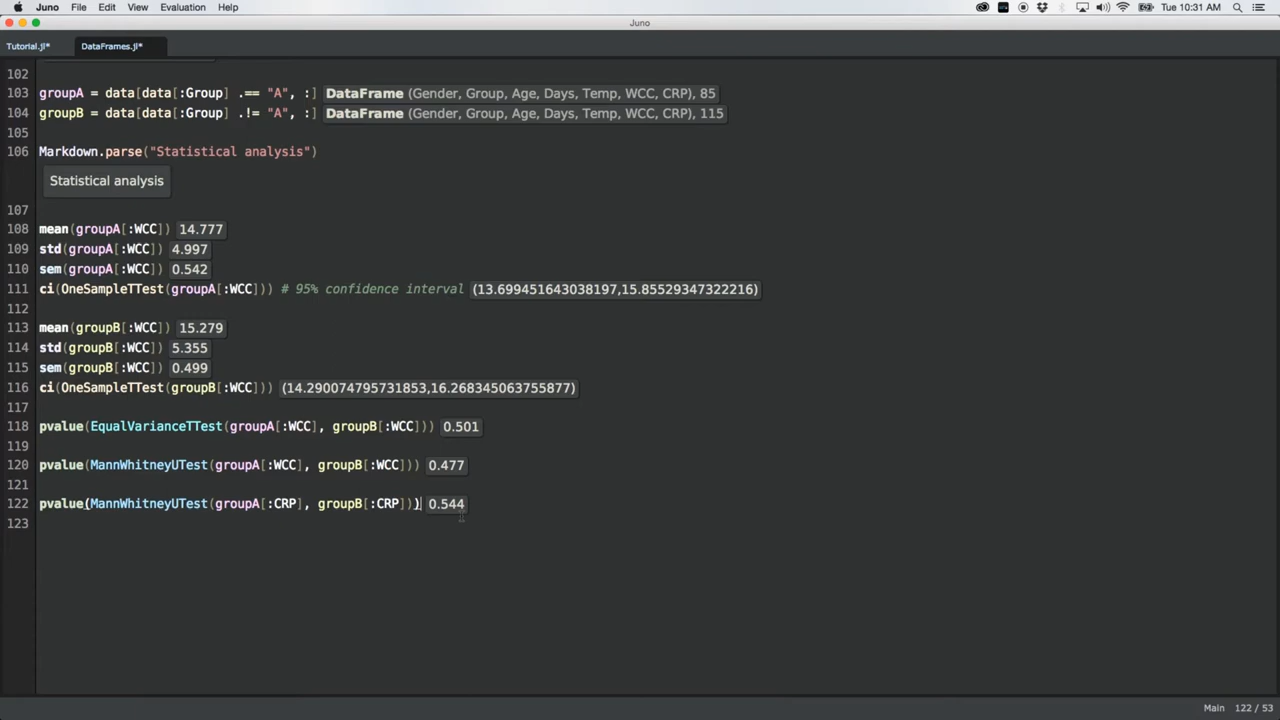 Juno File Edit View Evaluation Help Tue 10:31 AM
Juno
Tutorial.jl* DataFrames.jl*
102
103 groupA = data[data[:Group] .== "A", :] DataFrame (Gender, Group, Age, Days, Temp, WCC, CRP), 85
104 groupB = data[data[:Group] .!= "A", :] DataFrame (Gender, Group, Age, Days, Temp, WCC, CRP), 115
105
106 Markdown.parse("Statistical analysis")
Statistical analysis
107
108 mean(groupA[:WCC]) 14.777
109 std(groupA[:WCC]) 4.997
110 sem(groupA[:WCC]) 0.542
111 ci(OneSampleTTest(groupA[:WCC])) # 95% confidence interval (13.699451643038197,15.85529347322216)
112
113 mean(groupB[:WCC]) 15.279
114 std(groupB[:WCC]) 5.355
115 sem(groupB[:WCC]) 0.499
116 ci(OneSampleTTest(groupB[:WCC])) (14.290074795731853,16.268345063755877)
117
118 pvalue(EqualVarianceTTest(groupA[:WCC], groupB[:WCC])) 0.501
119
120 pvalue(MannWhitneyUTest(groupA[:WCC], groupB[:WCC])) 0.477
121
122 pvalue(MannWhitneyUTest(groupA[:CRP], groupB[:CRP])) 0.544
123
Main 122 / 53